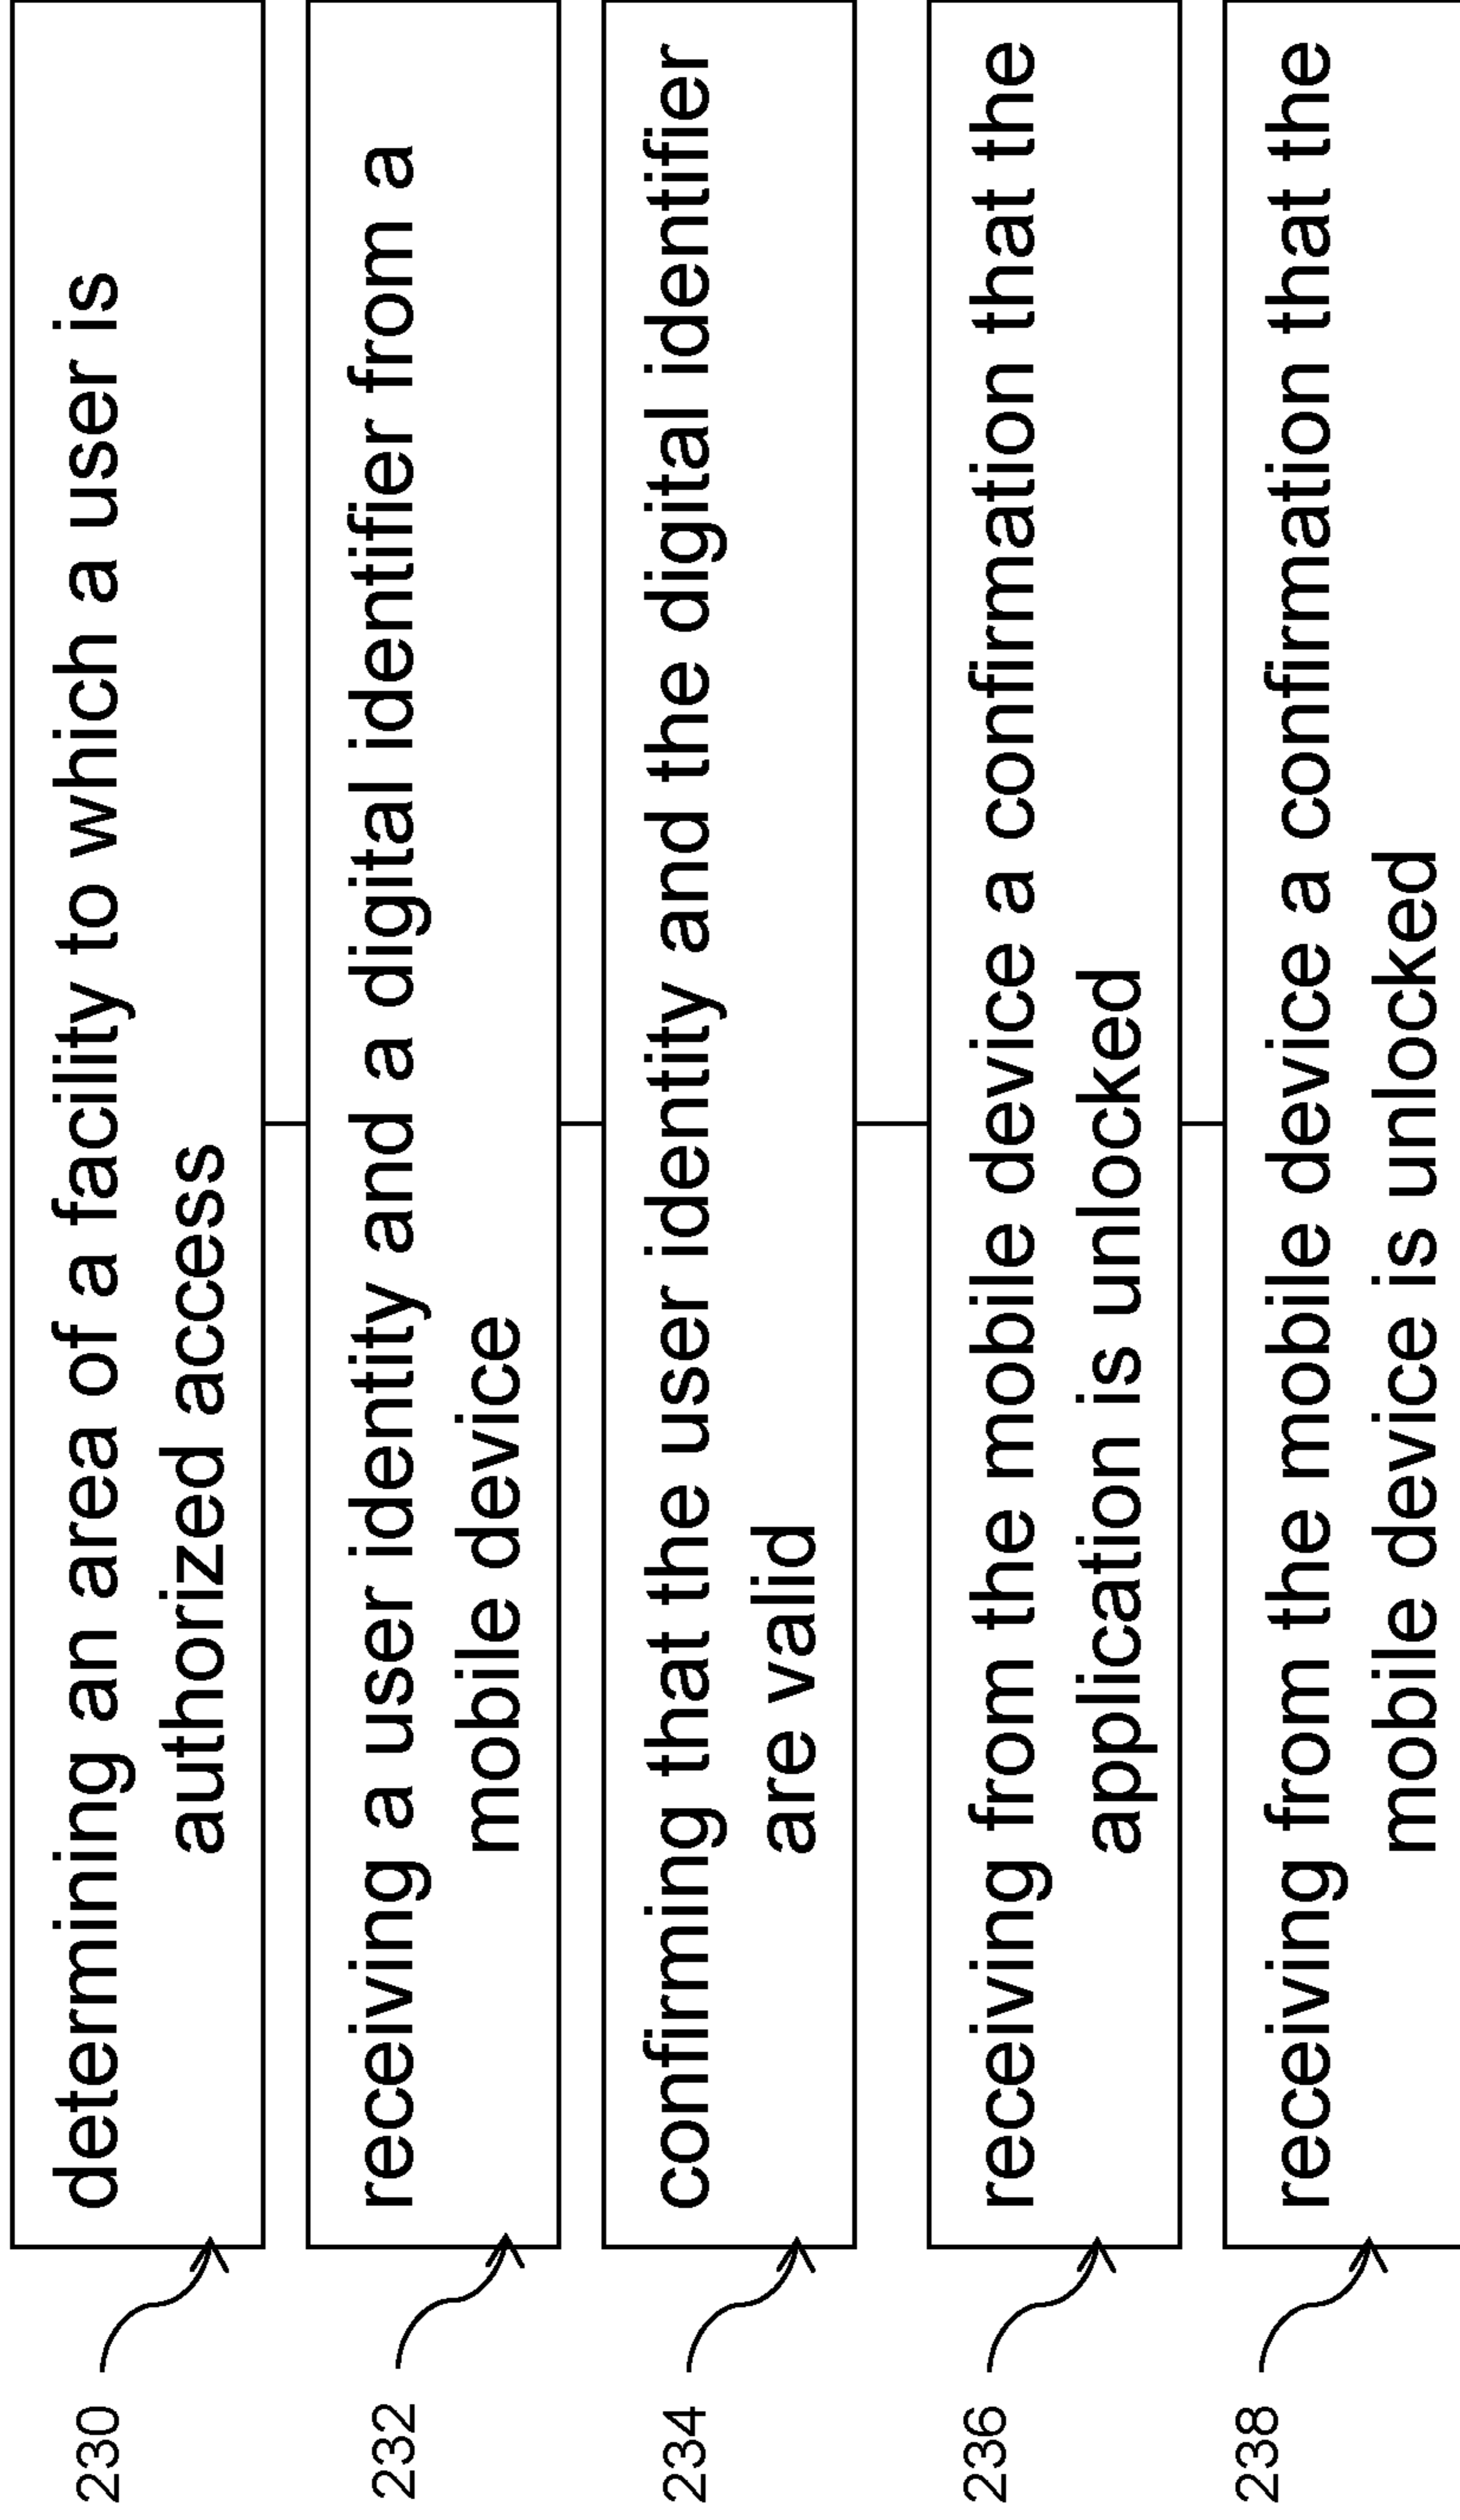 230
determining an area of a facility to which a user is
authorized access
232
receiving a user identity and a digital identifier from a
mobile device
234
confirming that the user identity and the digital identifier
are valid
236
receiving from the mobile device a confirmation that the
application is unlocked
238
receiving from the mobile device a confirmation that the
mobile device is unlocked